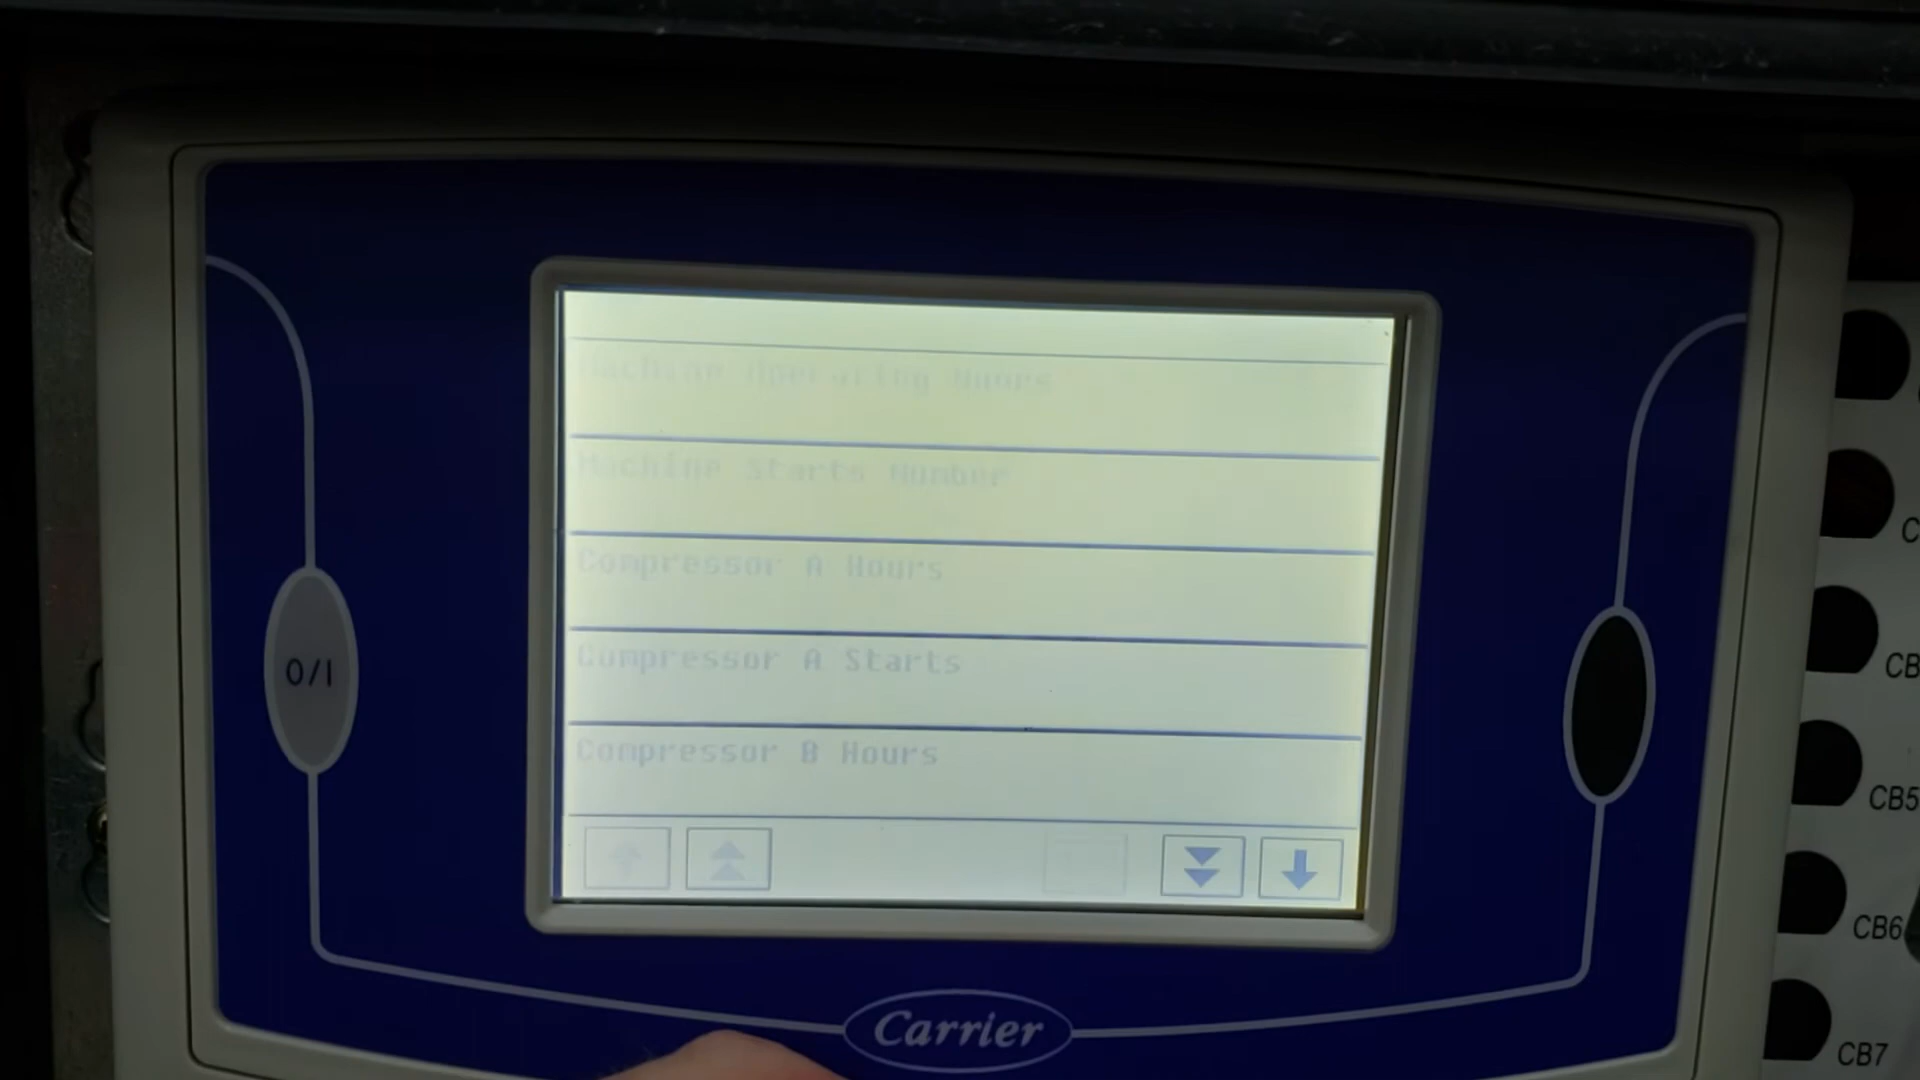 Machine Operating Hours
Machine Starts Number
Compressor A Hours
Compressor A Starts
Compressor B Hours
0/I
Carrier
CB5
CB6
CB7